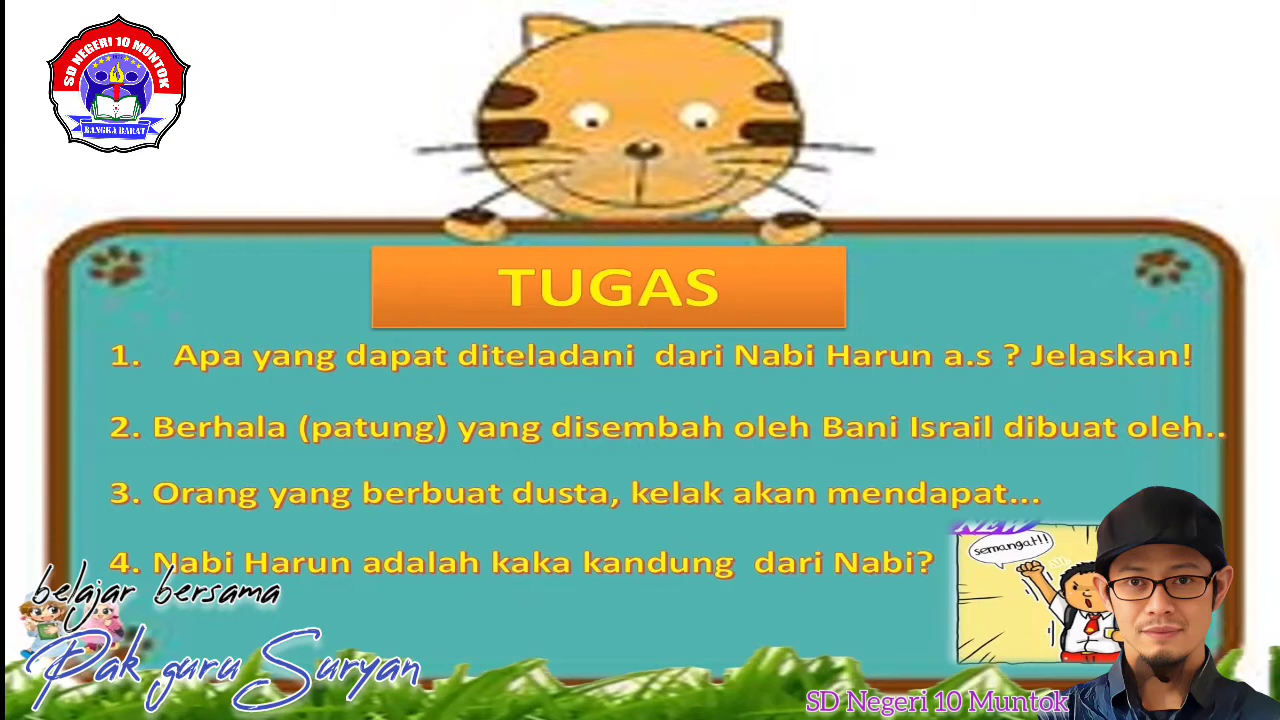 SD NEGERI 10 MUNTOK
BANGKA BARAT
TUGAS
1. Apa yang dapat diteladani dari Nabi Harun a.s ? Jelaskan!
2. Berhala (patung) yang disembah oleh Bani Israil dibuat oleh..
3. Orang yang berbuat dusta, kelak akan mendapat...
4. Nabi Harun adalah kaka kandung dari Nabi?
NEW
semangat!!
belajar bersama
Pak guru Suryan
SD Negeri 10 Muntok